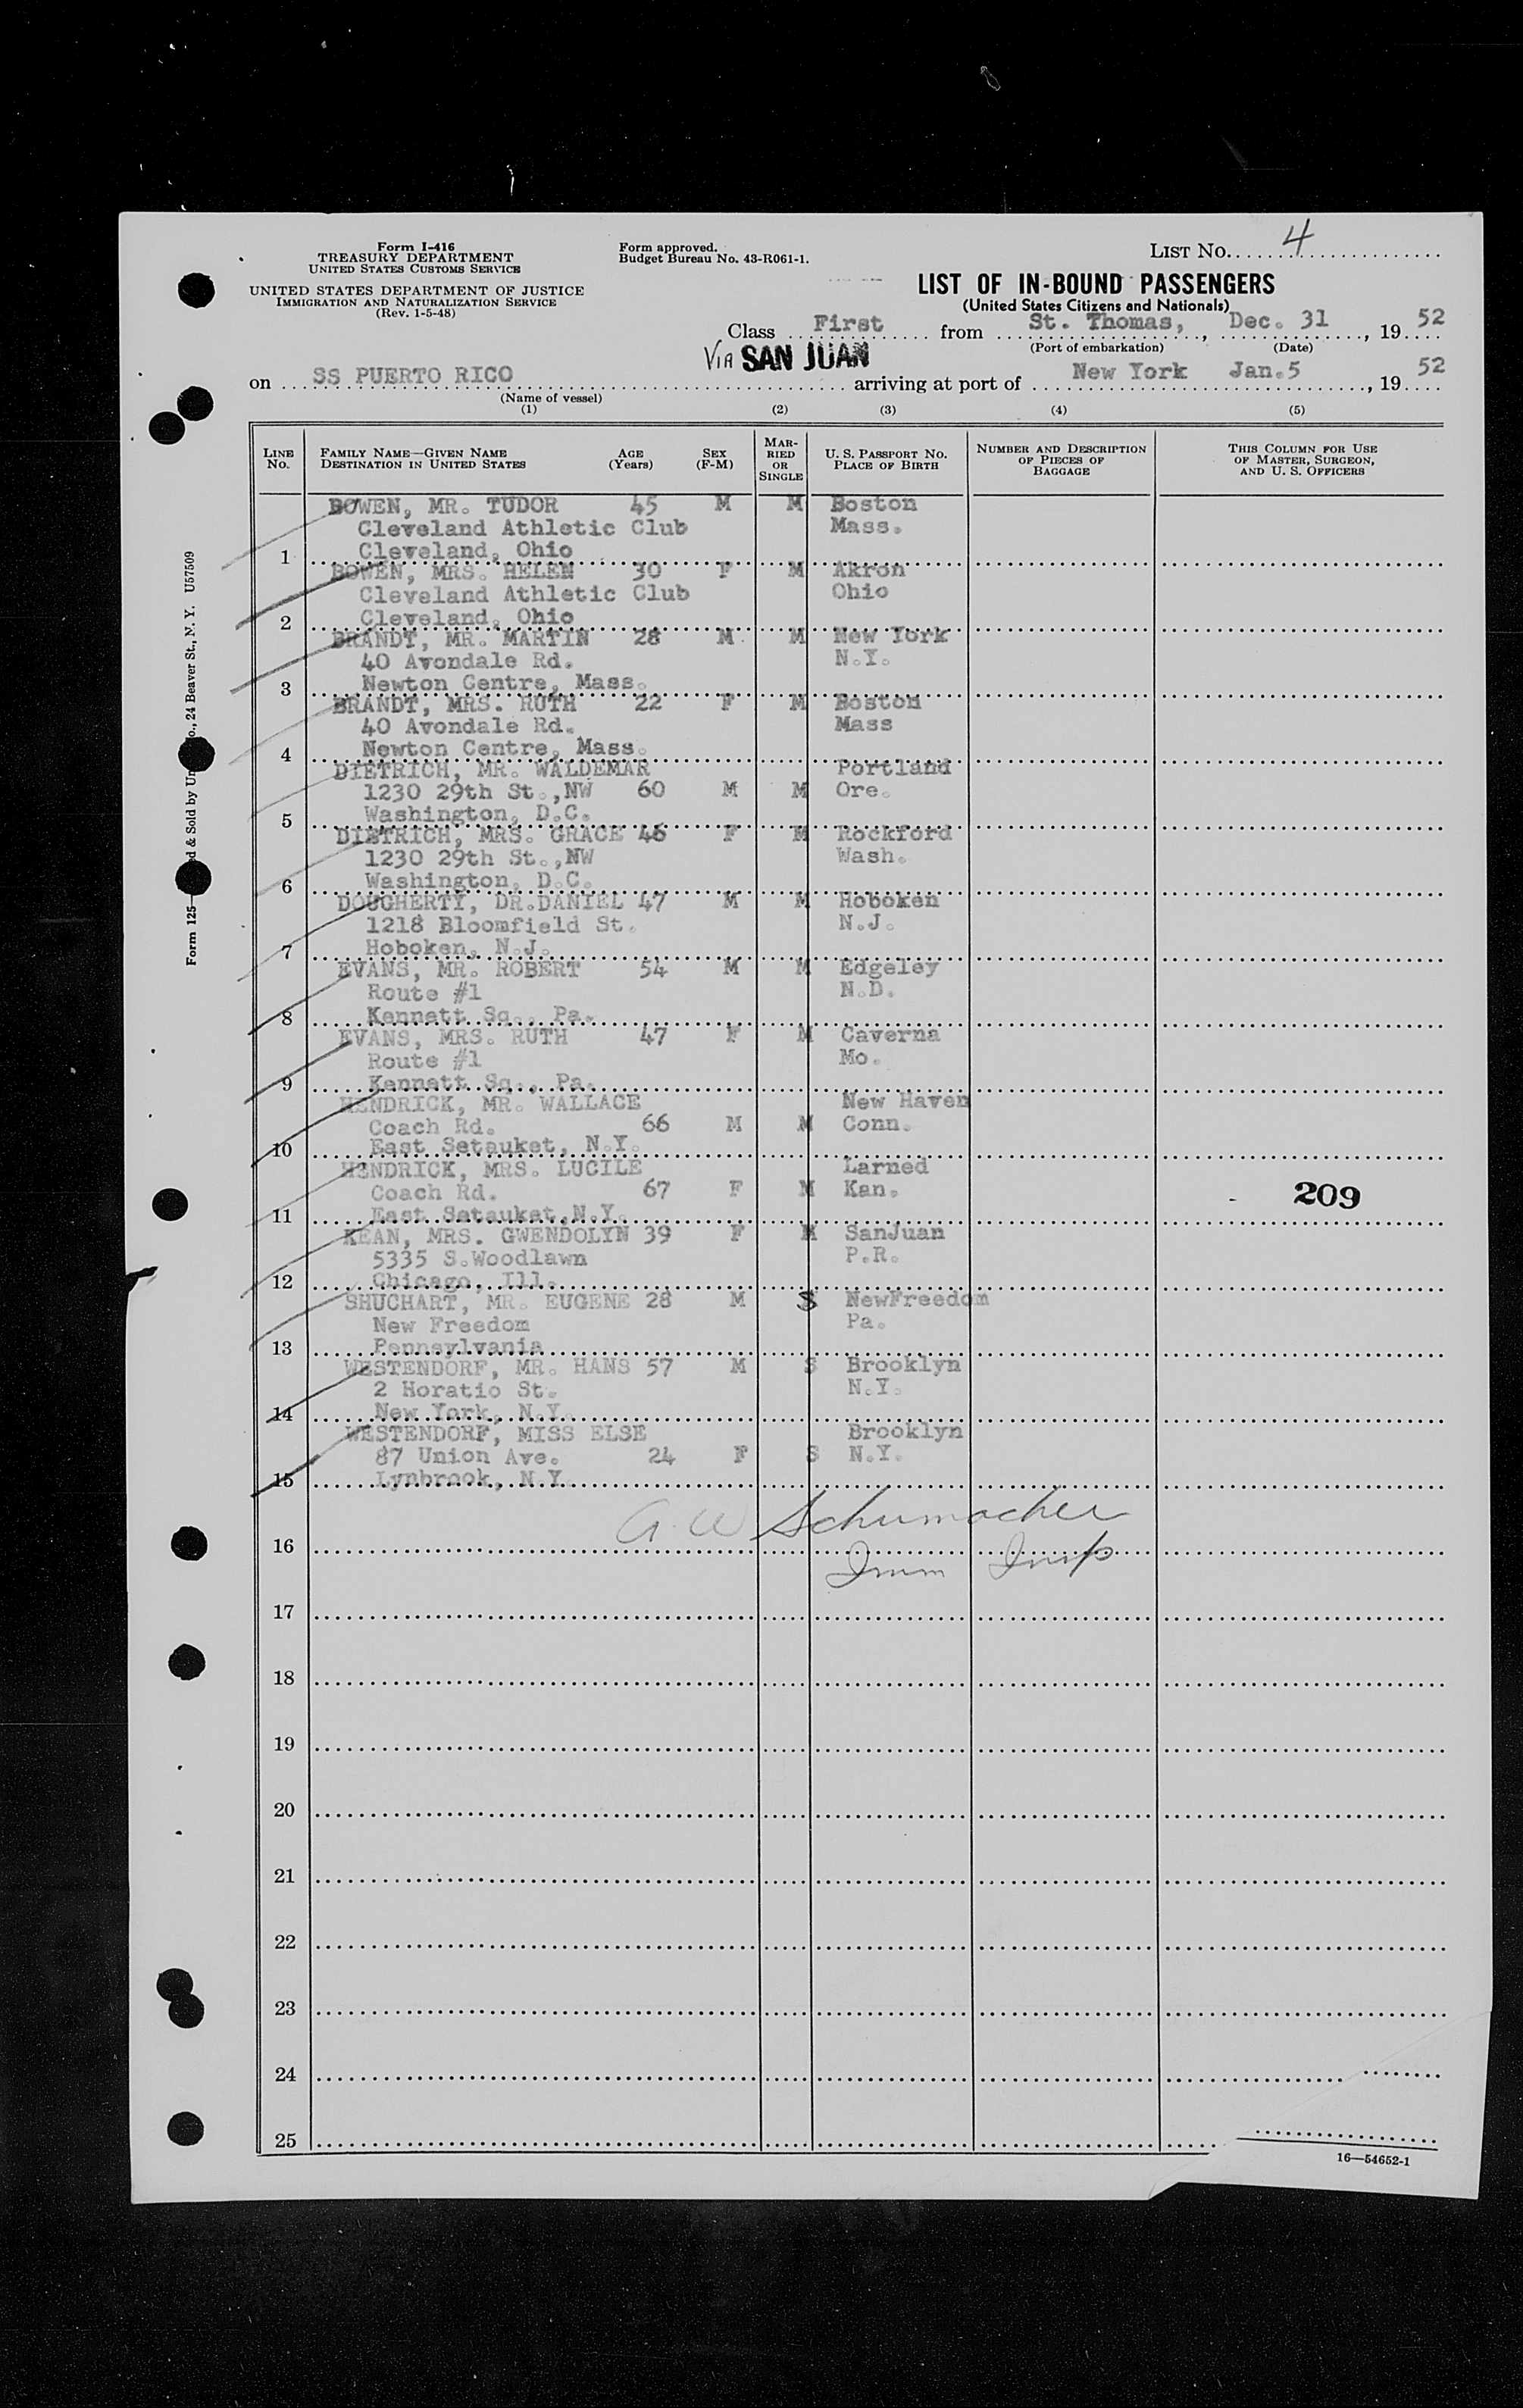 Form I-416
TREASURY DEPARTMENT
UNITED STATES CUSTOMS SERVICE
UNITED STATES DEPARTMENT OF JUSTICE
IMMIGRATION AND NATURALIZATION SERVICE
(Rev. 1-5-48)
Form approved.
Budget Bureau No. 43-R061-1.
LIST NO. 4
LIST OF IN-BOUND PASSENGERS
(United States Citizens and Nationals)
Class First from St. Thomas, Dec. 31, 19 52
(Port of embarkation) (Date)
VIA SAN JUAN
on SS PUERTO RICO arriving at port of New York Jan.5, 19 52
(Name of vessel)
(1) (2) (3) (4) (5)
LINE NO.
FAMILY NAME—GIVEN NAME
DESTINATION IN UNITED STATES
AGE (Years)
SEX (F-M)
MARRIED OR SINGLE
U. S. PASSPORT NO.
PLACE OF BIRTH
NUMBER AND DESCRIPTION OF PIECES OF BAGGAGE
THIS COLUMN FOR USE OF MASTER, SURGEON, AND U. S. OFFICERS
BOWEN, MR. TUDOR 45 M M Boston
Cleveland Athletic Club Mass.
1 Cleveland, Ohio
BOWEN, MRS. HELEN 30 F M Akron
Cleveland Athletic Club Ohio
2 Cleveland, Ohio
BRANDT, MR. MARTIN 28 M M New York
40 Avondale Rd. N.Y.
3 Newton Centre, Mass.
BRANDT, MRS. RUTH 22 F M Boston
40 Avondale Rd. Mass
4 Newton Centre, Mass.
DIETRICH, MR. WALDEMAR Portland
1230 29th St.,NW 60 M M Ore.
5 Washington, D.C.
DIETRICH, MRS. GRACE 46 F M Rockford
1230 29th St.,NW Wash.
6 Washington, D.C.
DOUGHERTY, DR.DANIEL 47 M M Hoboken
1218 Bloomfield St. N.J.
7 Hoboken, N.J.
EVANS, MR. ROBERT 54 M M Edgeley
Route #1 N.D.
8 Kennett Sq., Pa.
EVANS, MRS. RUTH 47 F M Caverna
Route #1 Mo.
9 Kennett Sq., Pa.
HENDRICK, MR. WALLACE New Haven
Coach Rd. 66 M M Conn.
10 East Setauket, N.Y.
HENDRICK, MRS. LUCILE Larned
Coach Rd. 67 F M Kan.
209
11 East Setauket,N.Y.
KEAN, MRS. GWENDOLYN 39 F M SanJuan
5335 S.Woodlawn P.R.
12 Chicago, Ill.
SHUCHART, MR. EUGENE 28 M S NewFreedom
New Freedom Pa.
13 Pennsylvania
WESTENDORF, MR. HANS 57 M S Brooklyn
2 Horatio St. N.Y.
14 New York, N.Y.
WESTENDORF, MISS ELSE Brooklyn
87 Union Ave. 24 F S N.Y.
15 Lynbrook, N.Y.
A. W Schumacher
16
Imm Insp
17
18
19
20
21
22
23
24
25
16—54652-1
Form 125— d & Sold by Un o., 24 Beaver St., N. Y. U57509